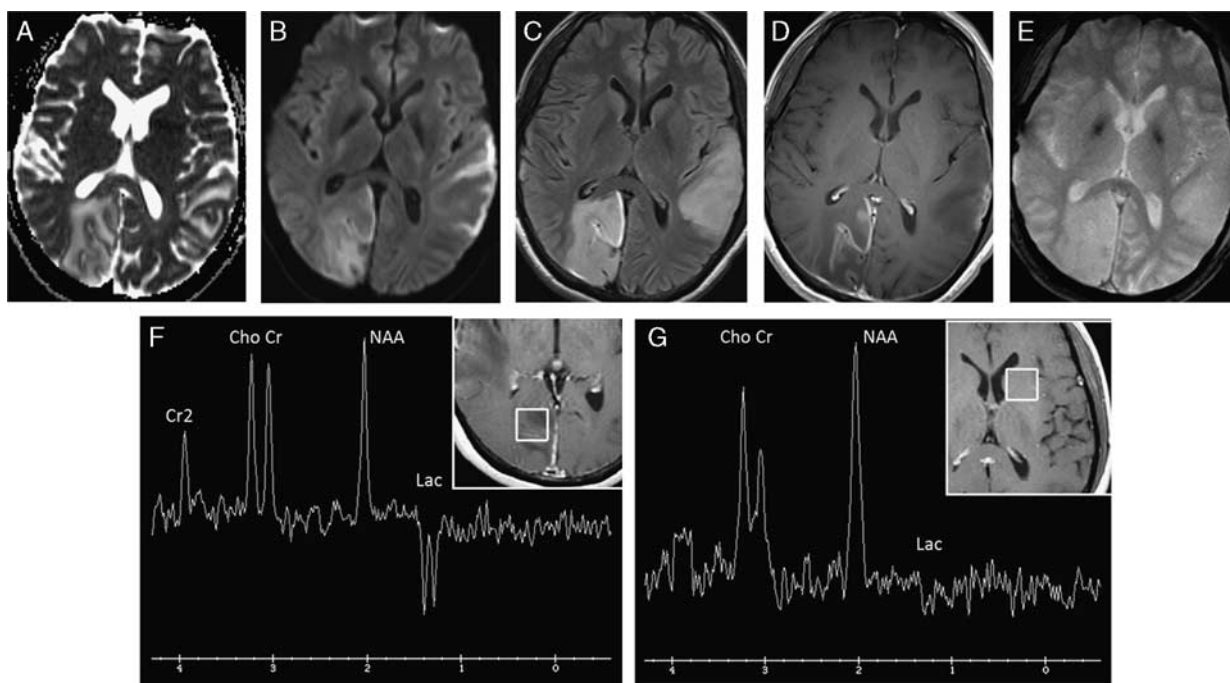 A B C D E
F Cho Cr NAA
Cr2
Lac
4 3 2 1 0
G Cho Cr NAA
Lac
4 3 2 1 0